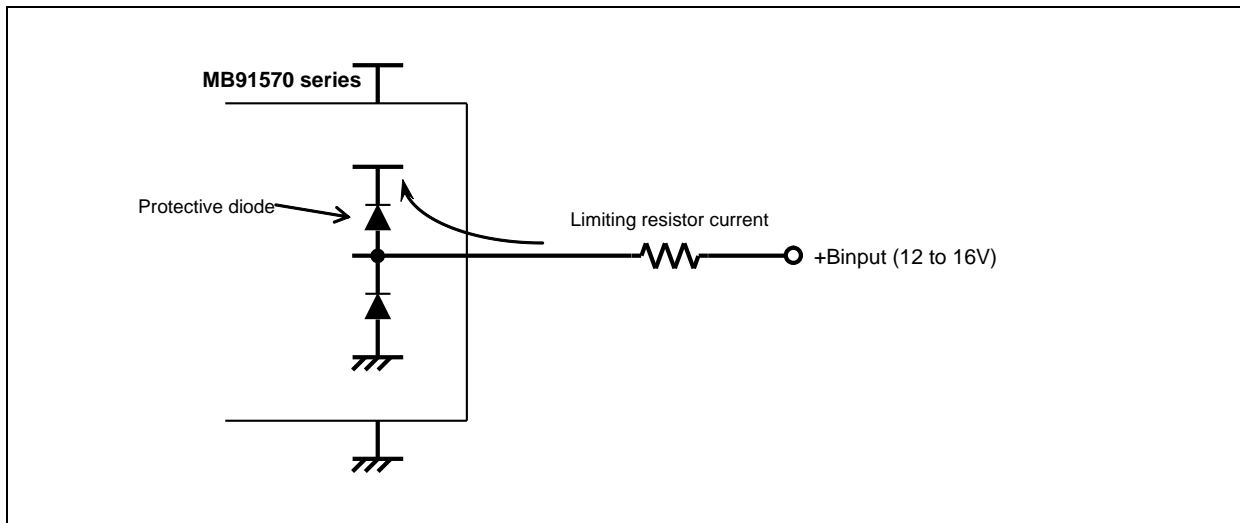 MB91570 series
Protective diode
Limiting resistor current
+Binput (12 to 16V)